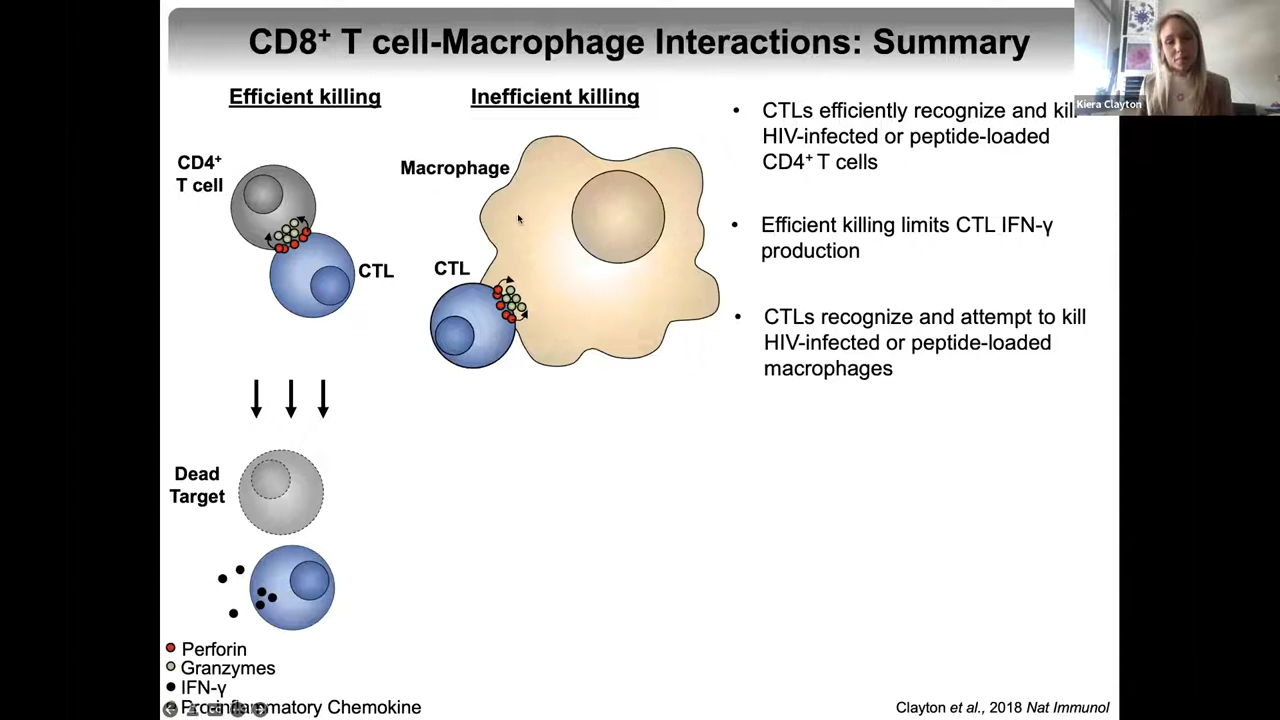 CD8+ T cell-Macrophage Interactions: Summary
Kiera Clayton
Efficient killing
Inefficient killing
CD4+
T cell
CTL
Macrophage
CTL
Dead
Target
Perforin
Granzymes
IFN-γ
Proinflammatory Chemokine
• CTLs efficiently recognize and kill
HIV-infected or peptide-loaded
CD4+ T cells
• Efficient killing limits CTL IFN-γ
production
• CTLs recognize and attempt to kill
HIV-infected or peptide-loaded
macrophages
Clayton et al., 2018 Nat Immunol